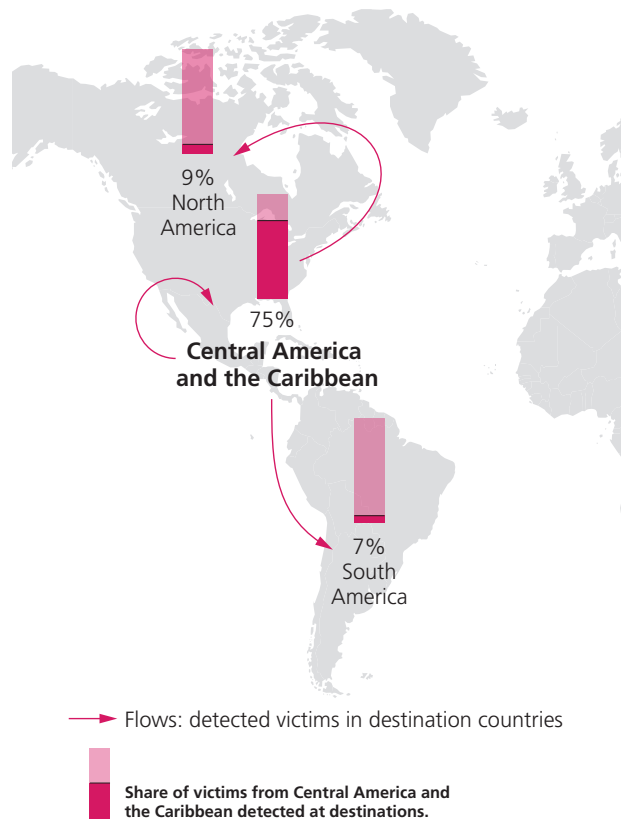 9%
North
America
75%
Central America
and the Caribbean
7%
South
America
Flows: detected victims in destination countries
Share of victims from Central America and
the Caribbean detected at destinations.